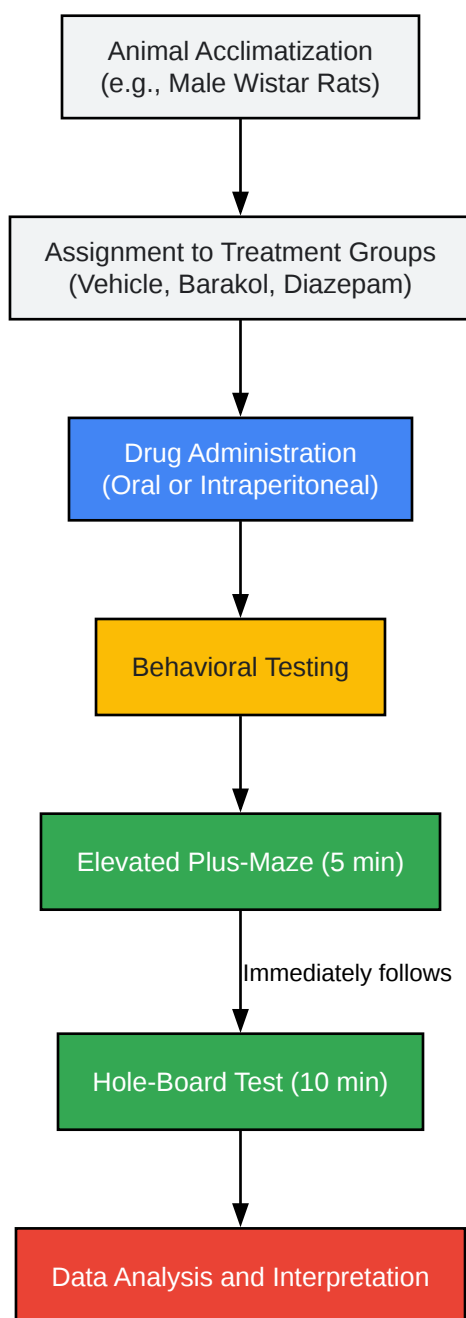 Animal Acclimatization
(e.g., Male Wistar Rats)
Assignment to Treatment Groups
(Vehicle, Barakol, Diazepam)
Drug Administration
(Oral or Intraperitoneal)
Behavioral Testing
Elevated Plus-Maze (5 min)
Immediately follows
Hole-Board Test (10 min)
Data Analysis and Interpretation